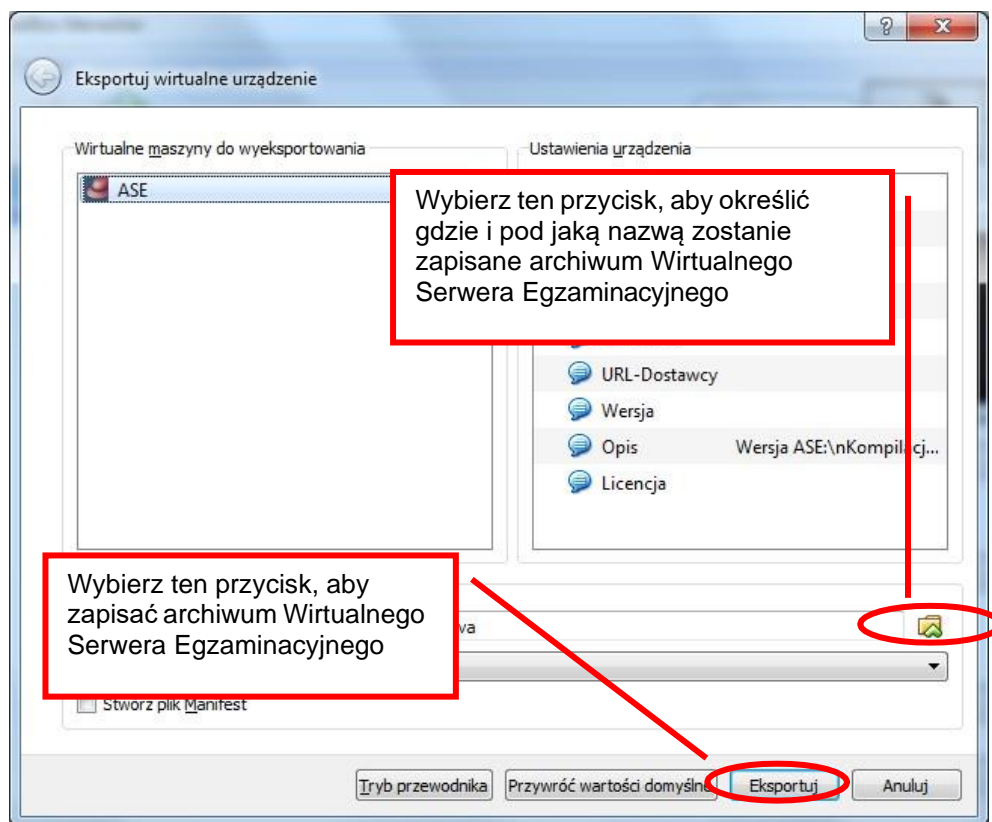 Eksportuj wirtualne urządzenie
Wirtualne maszyny do wyeksportowania
Ustawienia urządzenia
ASE
Wybierz ten przycisk, aby określić
gdzie i pod jaką nazwą zostanie
zapisane archiwum Wirtualnego
Serwera Egzaminacyjnego
URL-Dostawcy
Wersja
Opis Wersja ASE:\nKompilacj...
Licencja
Wybierz ten przycisk, aby
zapisać archiwum Wirtualnego
Serwera Egzaminacyjnego
va
Stwórz plik Manifest
Tryb przewodnika Przywróć wartości domyślne Eksportuj Anuluj